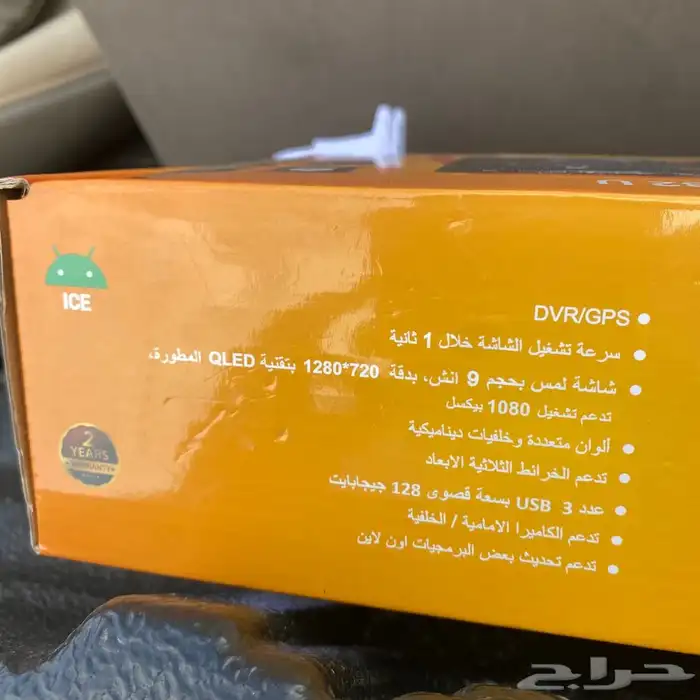 ICE
2
YEARS
WARRANTY
DVR/GPS
سرعة تشغيل الشاشة خلال 1 ثانية
شاشة لمس بحجم 9 انش، بدقة 720*1280 بتقنية QLED المطورة،
تدعم تشغيل 1080 بيكسل
ألوان متعددة وخلفيات ديناميكية
تدعم الخرائط الثلاثية الابعاد
عدد 3 USB بسعة قصوى 128 جيجابايت
تدعم الكاميرا الامامية / الخلفية
تدعم تحديث بعض البرمجيات اون لاين
حراج